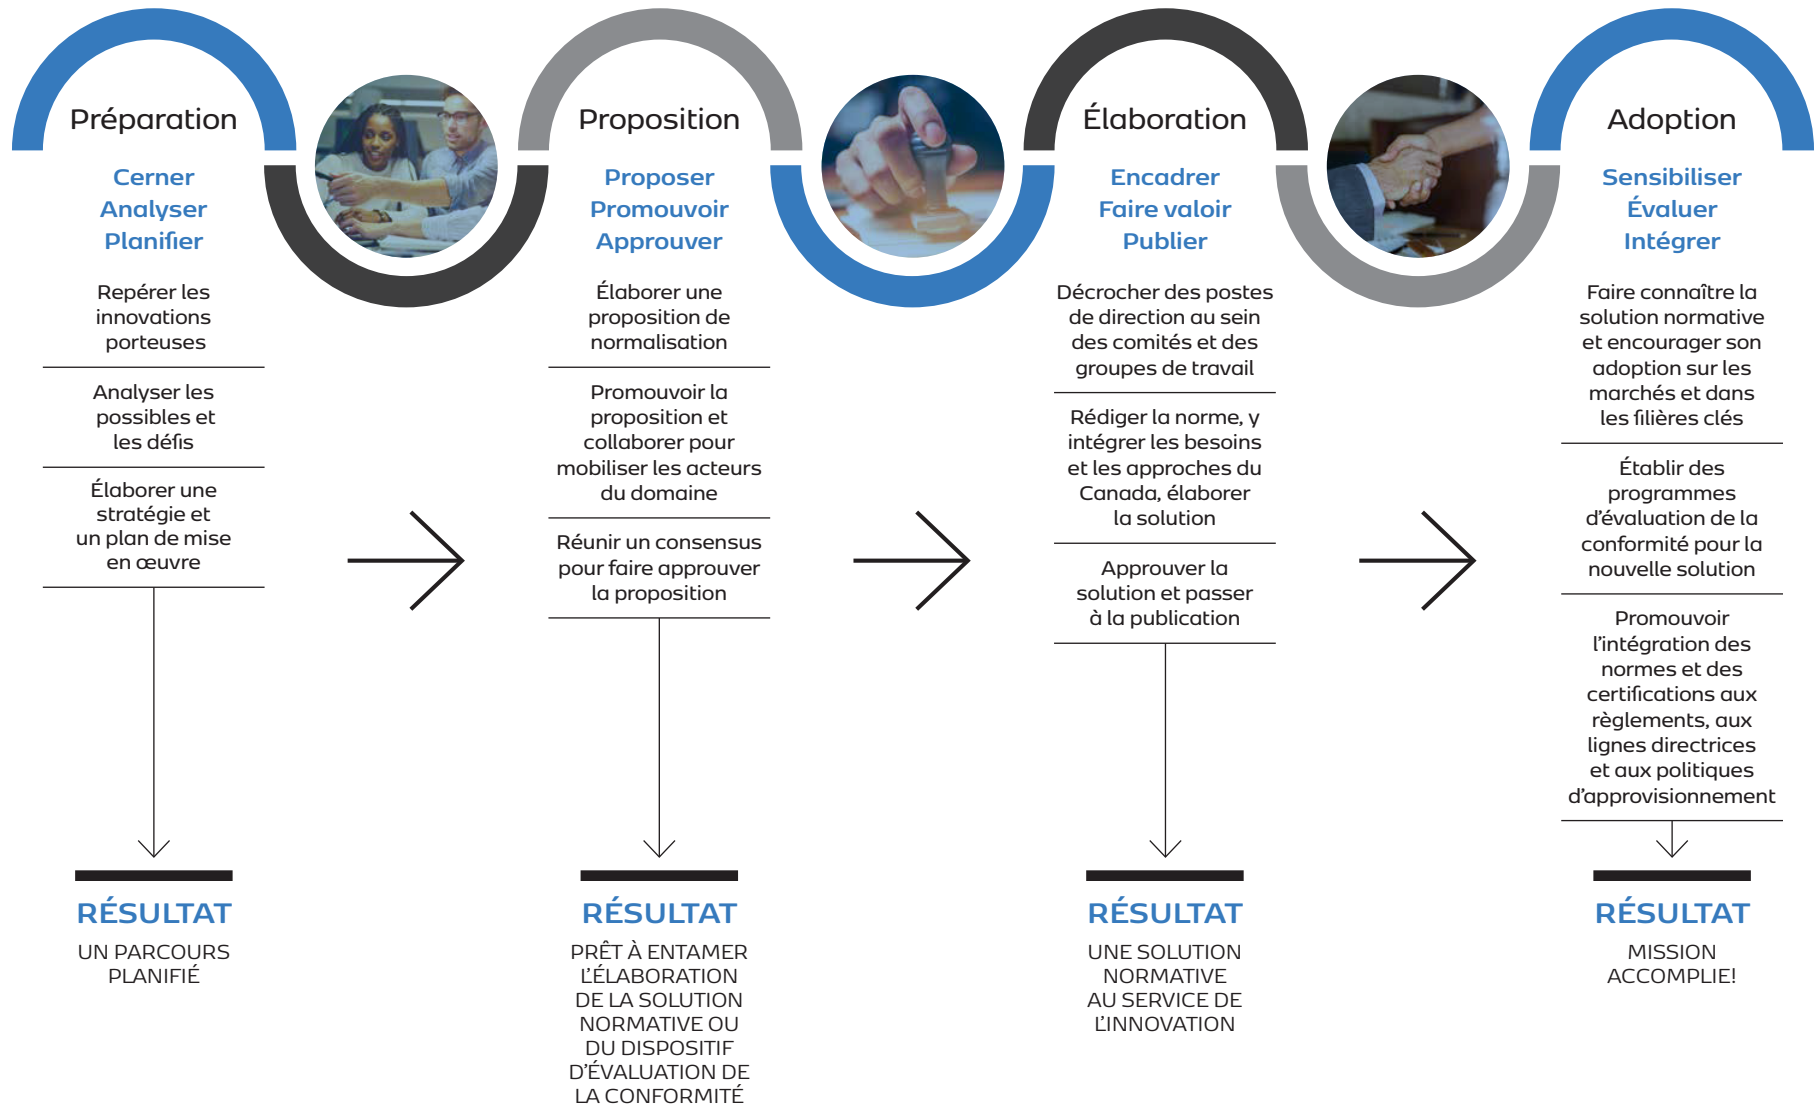 Préparation
Cerner
Analyser
Planifier
Repérer les
innovations
porteuses
Analyser les
possibles et
les défis
Élaborer une
stratégie et
un plan de mise
en œuvre
RÉSULTAT
UN PARCOURS
PLANIFIÉ
Proposition
Proposer
Promouvoir
Approuver
Élaborer une
proposition de
normalisation
Promouvoir la
proposition et
collaborer pour
mobiliser les acteurs
du domaine
Réunir un consensus
pour faire approuver
la proposition
RÉSULTAT
PRÊT À ENTAMER
L'ÉLABORATION
DE LA SOLUTION
NORMATIVE OU
DU DISPOSITIF
D'ÉVALUATION DE
LA CONFORMITÉ
Élaboration
Encadrer
Faire valoir
Publier
Décrocher des postes
de direction au sein
des comités et des
groupes de travail
Rédiger la norme, y
intégrer les besoins
et les approches du
Canada, élaborer
la solution
Approuver la
solution et passer
à la publication
RÉSULTAT
UNE SOLUTION
NORMATIVE
AU SERVICE DE
L'INNOVATION
Adoption
Sensibiliser
Évaluer
Intégrer
Faire connaître la
solution normative
et encourager son
adoption sur les
marchés et dans
les filières clés
Établir des
programmes
d'évaluation de la
conformité pour la
nouvelle solution
Promouvoir
l'intégration des
normes et des
certifications aux
règlements, aux
lignes directrices
et aux politiques
d'approvisionnement
RÉSULTAT
MISSION
ACCOMPLIE!